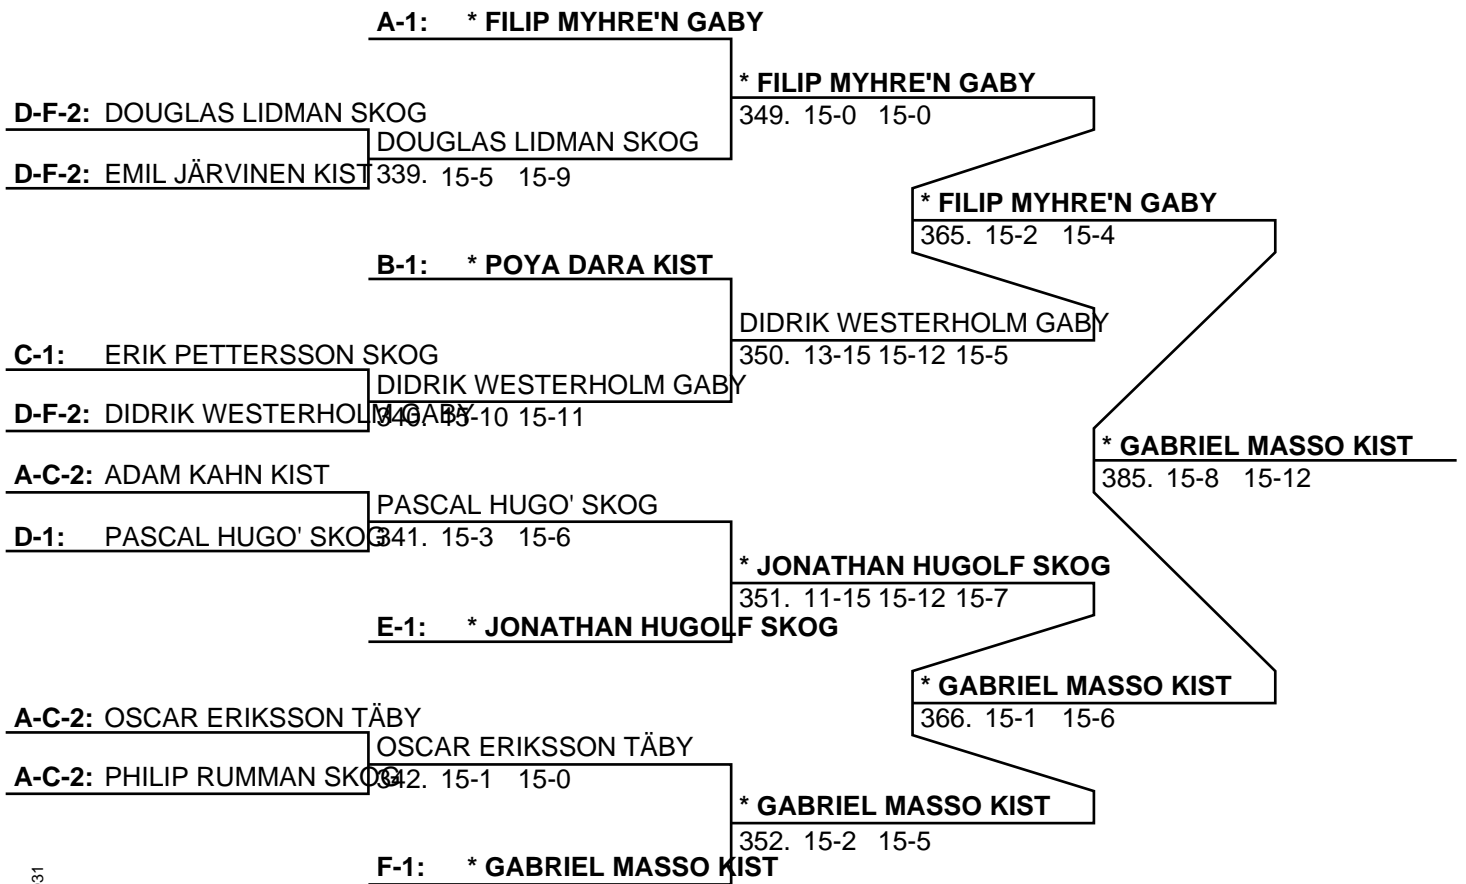 A-1: * FILIP MYHRE'N GABY
* FILIP MYHRE'N GABY
D-F-2: DOUGLAS LIDMAN SKOG
349. 15-0 15-0
DOUGLAS LIDMAN SKOG
D-F-2: EMIL JÄRVINEN KIST
339. 15-5 15-9
* FILIP MYHRE'N GABY
365. 15-2 15-4
B-1: * POYA DARA KIST
DIDRIK WESTERHOLM GABY
C-1: ERIK PETTERSSON SKOG
350. 13-15 15-12 15-5
DIDRIK WESTERHOLM GABY
D-F-2: DIDRIK WESTERHOLM GABY
340. 15-10 15-11
* GABRIEL MASSO KIST
A-C-2: ADAM KAHN KIST
385. 15-8 15-12
PASCAL HUGO' SKOG
D-1: PASCAL HUGO' SKOG
341. 15-3 15-6
* JONATHAN HUGOLF SKOG
351. 11-15 15-12 15-7
E-1: * JONATHAN HUGOLF SKOG
* GABRIEL MASSO KIST
A-C-2: OSCAR ERIKSSON TÄBY
366. 15-1 15-6
OSCAR ERIKSSON TÄBY
A-C-2: PHILIP RUMMAN SKOG
342. 15-1 15-0
* GABRIEL MASSO KIST
352. 15-2 15-5
F-1: * GABRIEL MASSO KIST
31